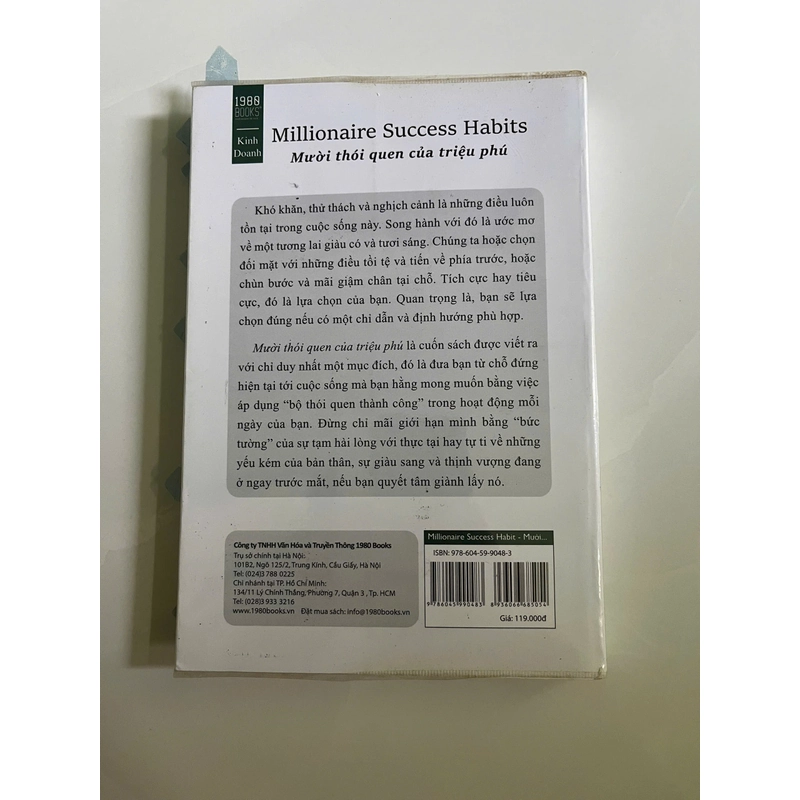 1980
BOOKS
Kinh
Doanh
Millionaire Success Habits
Mười thói quen của triệu phú
Khó khăn, thử thách và nghịch cảnh là những điều luôn
tồn tại trong cuộc sống này. Song hành với đó là ước mơ
về một tương lai giàu có và tươi sáng. Chúng ta hoặc chọn
đối mặt với những điều tồi tệ và tiến về phía trước, hoặc
chùn bước và mãi giậm chân tại chỗ. Tích cực hay tiêu
cực, đó là lựa chọn của bạn. Quan trọng là, bạn sẽ lựa
chọn đúng nếu có một chỉ dẫn và định hướng phù hợp.
Mười thói quen của triệu phú là cuốn sách được viết ra
với chỉ duy nhất một mục đích, đó là đưa bạn từ chỗ đứng
hiện tại tới cuộc sống mà bạn hằng mong muốn bằng việc
áp dụng “bộ thói quen thành công” trong hoạt động mỗi
ngày của bạn. Đừng chỉ mãi giới hạn mình bằng “bức
tường” của sự tạm hài lòng với thực tại hay tự ti về những
yếu kém của bản thân, sự giàu sang và thịnh vượng đang
ở ngay trước mắt, nếu bạn quyết tâm giành lấy nó.
Công ty TNHH Văn Hóa và Truyền Thông 1980 Books
Trụ sở chính tại Hà Nội:
101B2, Ngõ 125/2, Trung Kính, Cầu Giấy, Hà Nội
Tel: (024)3 788 0225
Chi nhánh tại TP. Hồ Chí Minh:
134/11 Lý Chính Thắng, Phường 7, Quận 3 , Tp. HCM
Tel: (028)3 933 3216
www.1980books.vn Đặt mua sách: info@1980books.vn
Millionaire Success Habit - Mười...
ISBN: 978-604-59-9048-3
9 786045 990483 8 936066 685054
Giá: 119.000đ